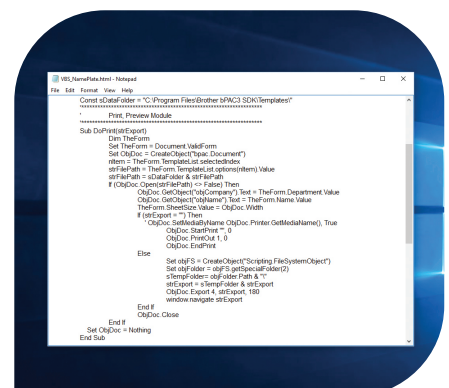 VBS_NamePlate.html - Notepad
File Edit Format View Help
Const sDataFolder = "C:\Program Files\Brother bPAC3 SDK\Templates\"
'*******************************************************************
' Print, Preview Module
'*******************************************************************
Sub DoPrint(strExport)
Dim TheForm
Set TheForm = Document.ValidForm
Set ObjDoc = CreateObject("bpac.Document")
nItem = TheForm.TemplateList.selectedIndex
strFilePath = TheForm.TemplateList.options(nItem).Value
strFilePath = sDataFolder & strFilePath
If (ObjDoc.Open(strFilePath) <> False) Then
ObjDoc.GetObject("objCompany").Text = TheForm.Department.Value
ObjDoc.GetObject("objName").Text = TheForm.Name.Value
TheForm.SheetSize.Value = ObjDoc.Width
If (strExport = "") Then
' ObjDoc.SetMediaByName ObjDoc.Printer.GetMediaName(), True
ObjDoc.StartPrint "", 0
ObjDoc.PrintOut 1, 0
ObjDoc.EndPrint
Else
Set objFS = CreateObject("Scripting.FileSystemObject")
Set objFolder = objFS.getSpecialFolder(2)
sTempFolder= objFolder.Path & "\"
strExport = sTempFolder & strExport
ObjDoc.Export 4, strExport, 180
window.navigate strExport
End If
ObjDoc.Close
End If
Set ObjDoc = Nothing
End Sub